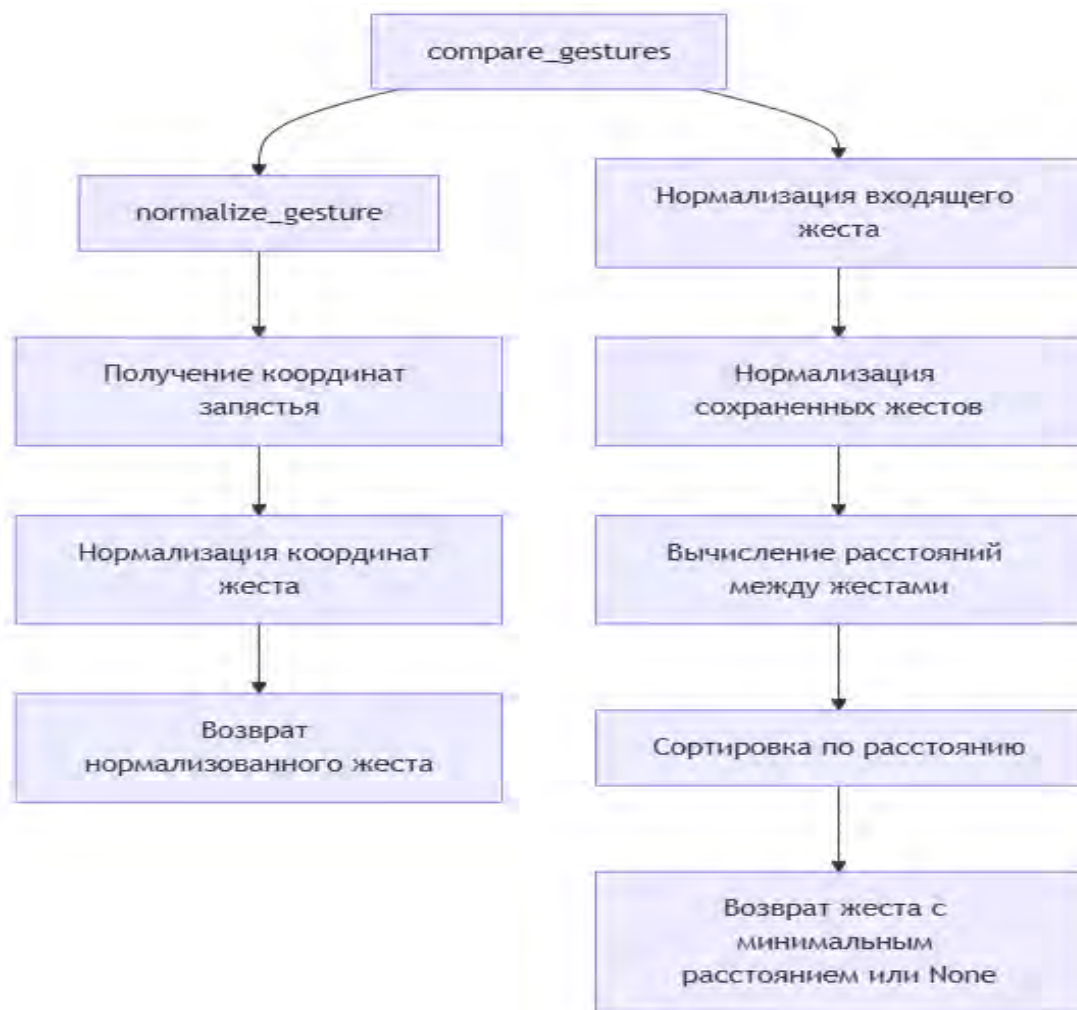 compare_gestures
normalize_gesture
Получение координат
запястья
Нормализация координат
жеста
Возврат
нормализованного жеста
Нормализация входящего
жеста
Нормализация
сохраненных жестов
Вычисление расстояний
между жестами
Сортировка по расстоянию
Возврат жеста с
минимальным
расстоянием или None